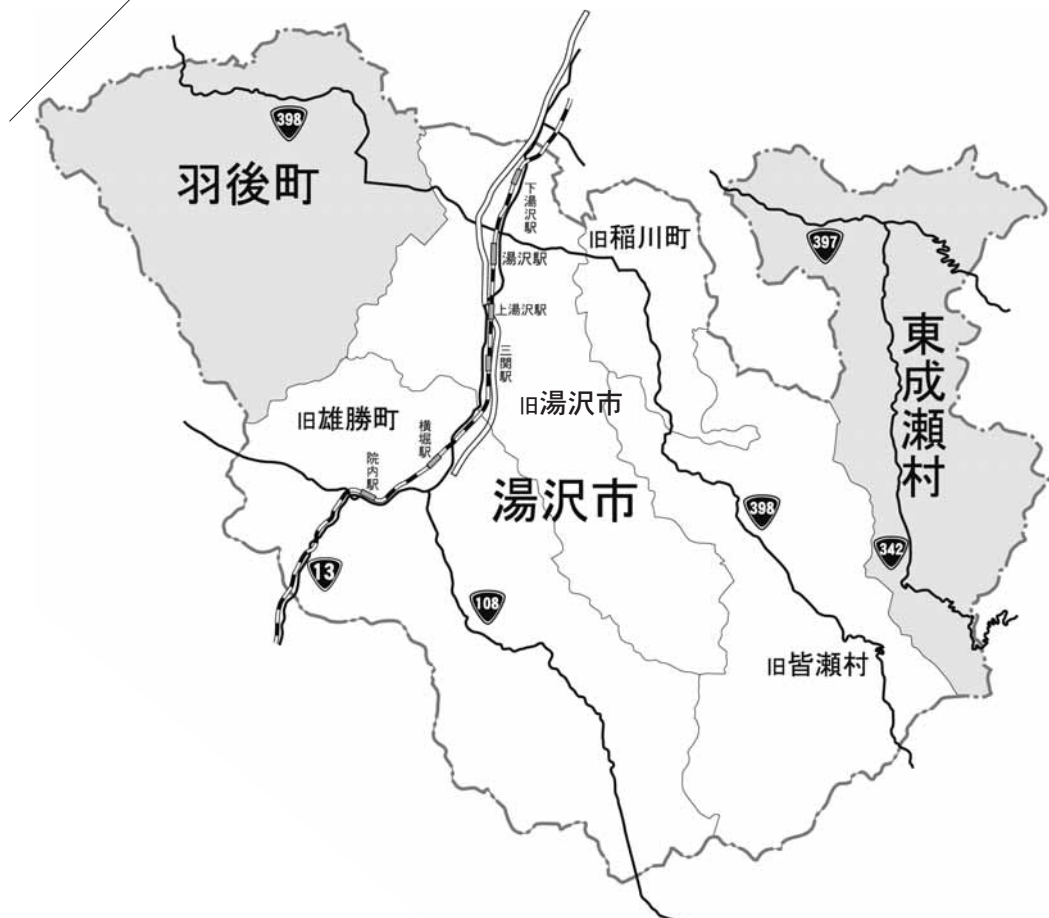 398
羽後町
下湯沢駅
旧稲川町
397
湯沢駅
上湯沢駅
東成瀬村
三関駅
旧湯沢市
旧雄勝町
横堀駅
院内駅
湯沢市
398
342
13
108
旧皆瀬村